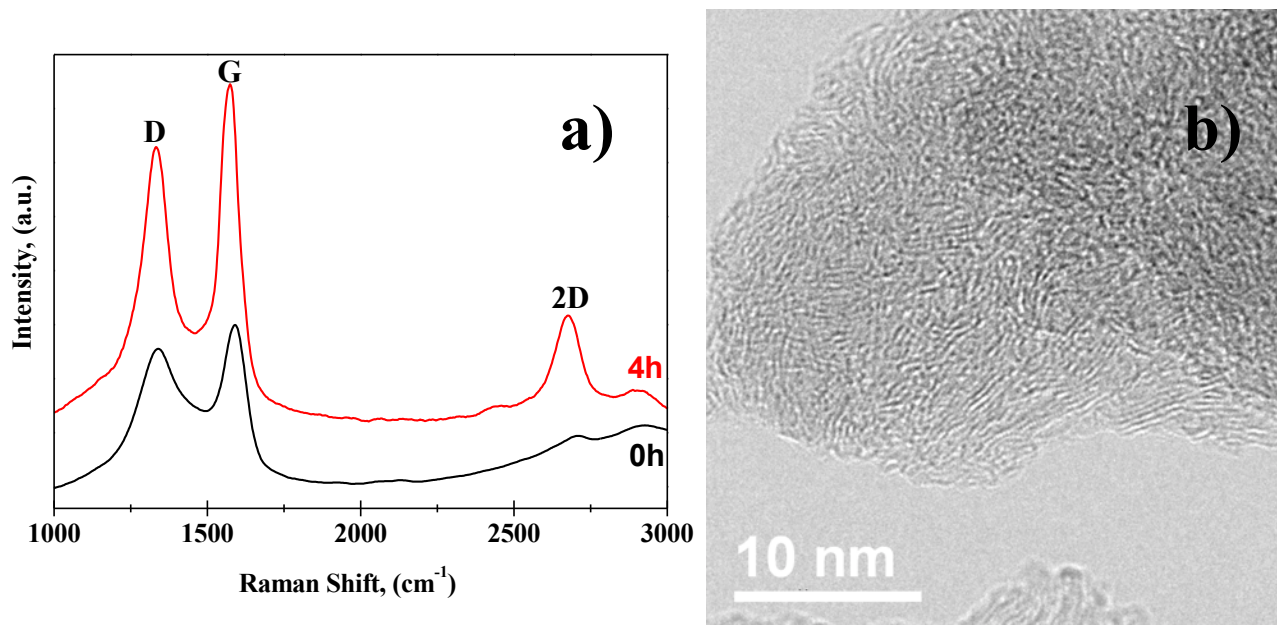 a)
G
D
2D
4h
0h
Intensity, (a.u.)
1000 1500 2000 2500 3000
Raman Shift, (cm⁻¹)
b)
10 nm